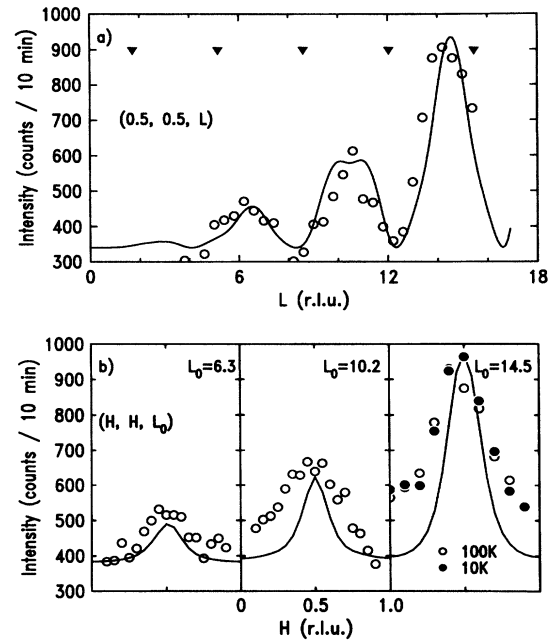 a)
(0.5, 0.5, L)
Intensity (counts / 10 min)
1000
900
800
700
600
500
400
300
0
6
12
18
L (r.l.u.)
b)
L₀=6.3
L₀=10.2
L₀=14.5
(H, H, L₀)
Intensity (counts / 10 min)
1000
900
800
700
600
500
400
300
100K
10K
0
0.5
1.0
H (r.l.u.)